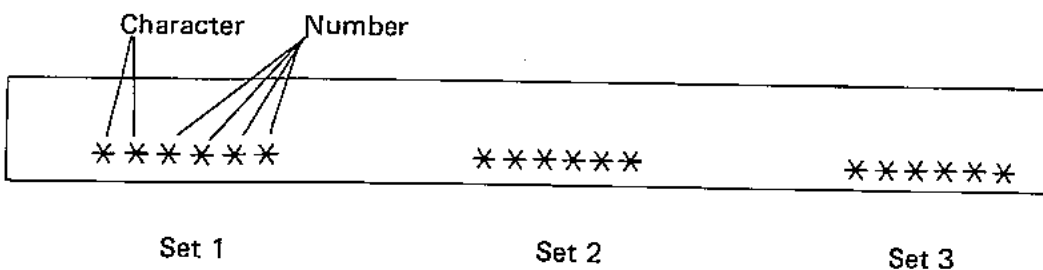 Character Number
****** ****** ******
Set 1 Set 2 Set 3